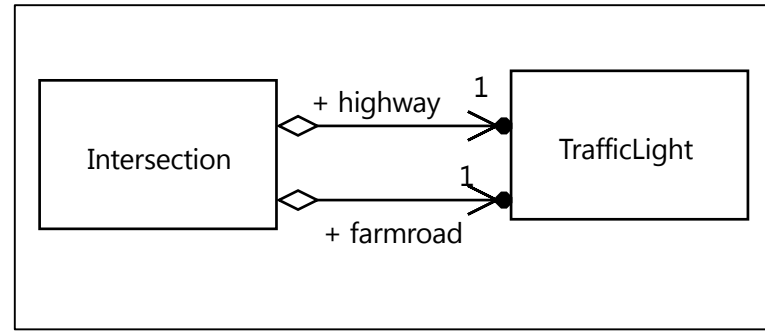 + highway
1
Intersection
TrafficLight
1
+ farmroad